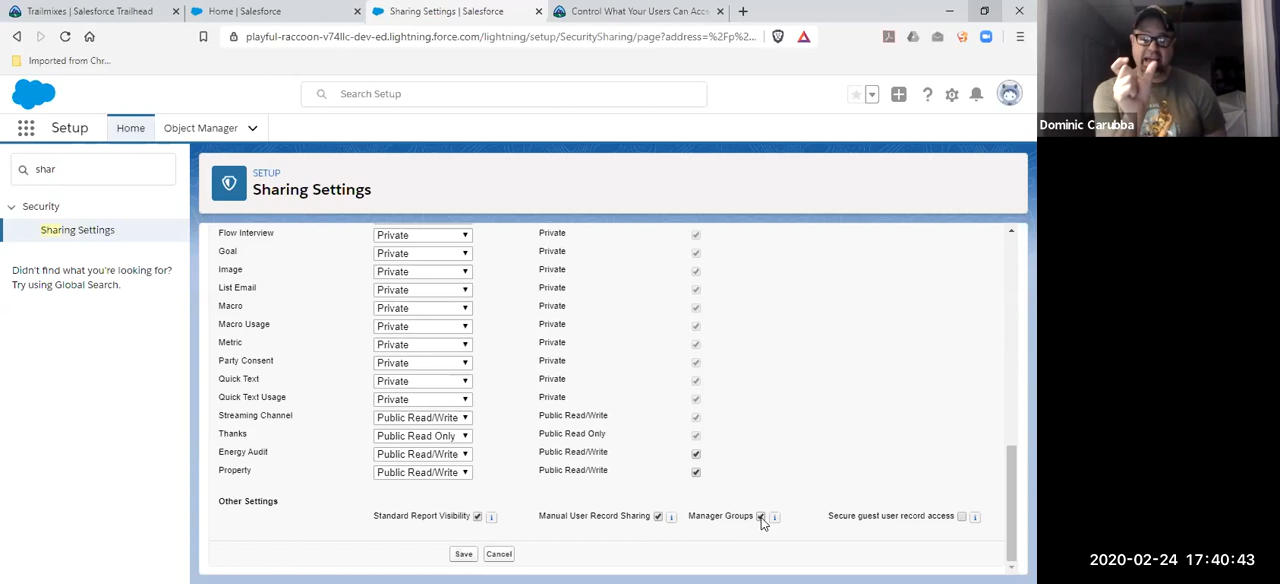 Trailmixes | Salesforce Trailhead
Home | Salesforce
Sharing Settings | Salesforce
Control What Your Users Can Acce
playful-raccoon-v74llc-dev-ed.lightning.force.com/lightning/setup/SecuritySharing/page?address=%2Fp%2...
Imported from Chr...
Search Setup
Setup
Home
Object Manager
shar
Security
Sharing Settings
Didn't find what you're looking for?
Try using Global Search.
SETUP
Sharing Settings
Flow Interview Private Private
Goal Private Private
Image Private Private
List Email Private Private
Macro Private Private
Macro Usage Private Private
Metric Private Private
Party Consent Private Private
Quick Text Private Private
Quick Text Usage Private Private
Streaming Channel Public Read/Write Public Read/Write
Thanks Public Read Only Public Read Only
Energy Audit Public Read/Write Public Read/Write
Property Public Read/Write Public Read/Write
Other Settings
Standard Report Visibility Manual User Record Sharing Manager Groups Secure guest user record access
Save Cancel
Dominic Carubba
2020-02-24 17:40:43